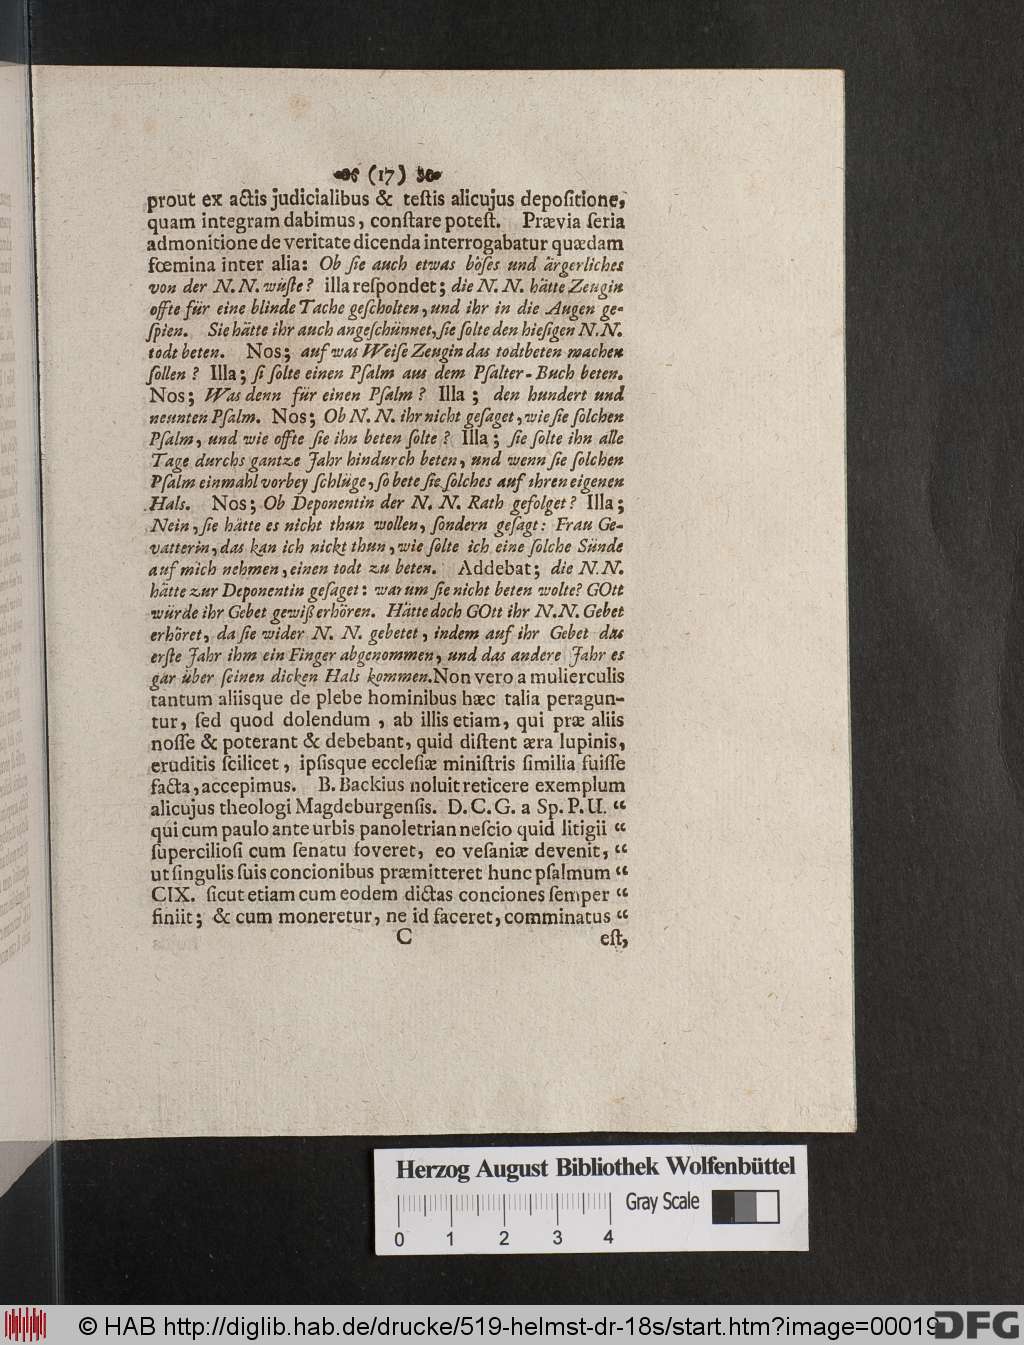 (17)
prout ex actis judicialibus & teſtis alicujus depoſitione,
quam integram dabimus, conſtare poteſt. Prævia ſeria
admonitione de veritate dicenda interrogabatur quædam
fœmina inter alia: Ob ſie auch etwas böſes und ärgerliches
von der N. N. wüſte? illa reſpondet; die N. N. hätte Zeugin
offte für eine blinde Tache geſcholten, und ihr in die Augen ge-
ſpien. Sie hätte ihr auch angeſchünnet, ſie ſolte den hieſigen N. N.
todt beten. Nos; auf was Weiſe Zeugin das todtbeten machen
ſollen? Illa; ſi ſolte einen Pſalm aus dem Pſalter-Buch beten.
Nos; Was denn für einen Pſalm? Illa; den hundert und
neunten Pſalm. Nos; Ob N. N. ihr nicht geſaget, wie ſie ſolchen
Pſalm, und wie offte ſie ihn beten ſolte? Illa; ſie ſolte ihn alle
Tage durchs gantze Jahr hindurch beten, und wenn ſie ſolchen
Pſalm einmahl vorbey ſchlüge, ſo bete ſie ſolches auf ihren eigenen
Hals. Nos; Ob Deponentin der N. N. Rath gefolget? Illa;
Nein, ſie hätte es nicht thun wollen, ſondern geſagt: Frau Ge-
vatterin, das kan ich nickt thun, wie ſolte ich eine ſolche Sünde
auf mich nehmen, einen todt zu beten. Addebat; die N. N.
hätte zur Deponentin geſaget: warum ſie nicht beten wolte? GOtt
würde ihr Gebet gewiß erhören. Hätte doch GOtt ihr N. N. Gebet
erhöret, da ſie wider N. N. gebetet, indem auf ihr Gebet das
erſte Jahr ihm ein Finger abgenommen, und das andere Jahr es
gar über ſeinen dicken Hals kommen. Non vero a mulierculis
tantum aliisque de plebe hominibus hæc talia peragun-
tur, ſed quod dolendum, ab illis etiam, qui præ aliis
noſſe & poterant & debebant, quid diſtent æra lupinis,
eruditis ſcilicet, ipſisque eccleſiæ miniſtris ſimilia fuiſſe
facta, accepimus. B. Backius noluit reticere exemplum
alicujus theologi Magdeburgenſis. D. C. G. a Sp. P. U. “
qui cum paulo ante urbis panoletrian neſcio quid litigii “
ſupercilioſi cum ſenatu foveret, eo veſaniæ devenit, “
ut ſingulis ſuis concionibus præmitteret hunc pſalmum “
CIX. ſicut etiam cum eodem dictas conciones ſemper “
finiit; & cum moneretur, ne id faceret, comminatus “
C eſt,
Herzog August Bibliothek Wolfenbüttel
Gray Scale
0 1 2 3 4
© HAB http://diglib.hab.de/drucke/519-helmst-dr-18s/start.htm?image=00019
DFG